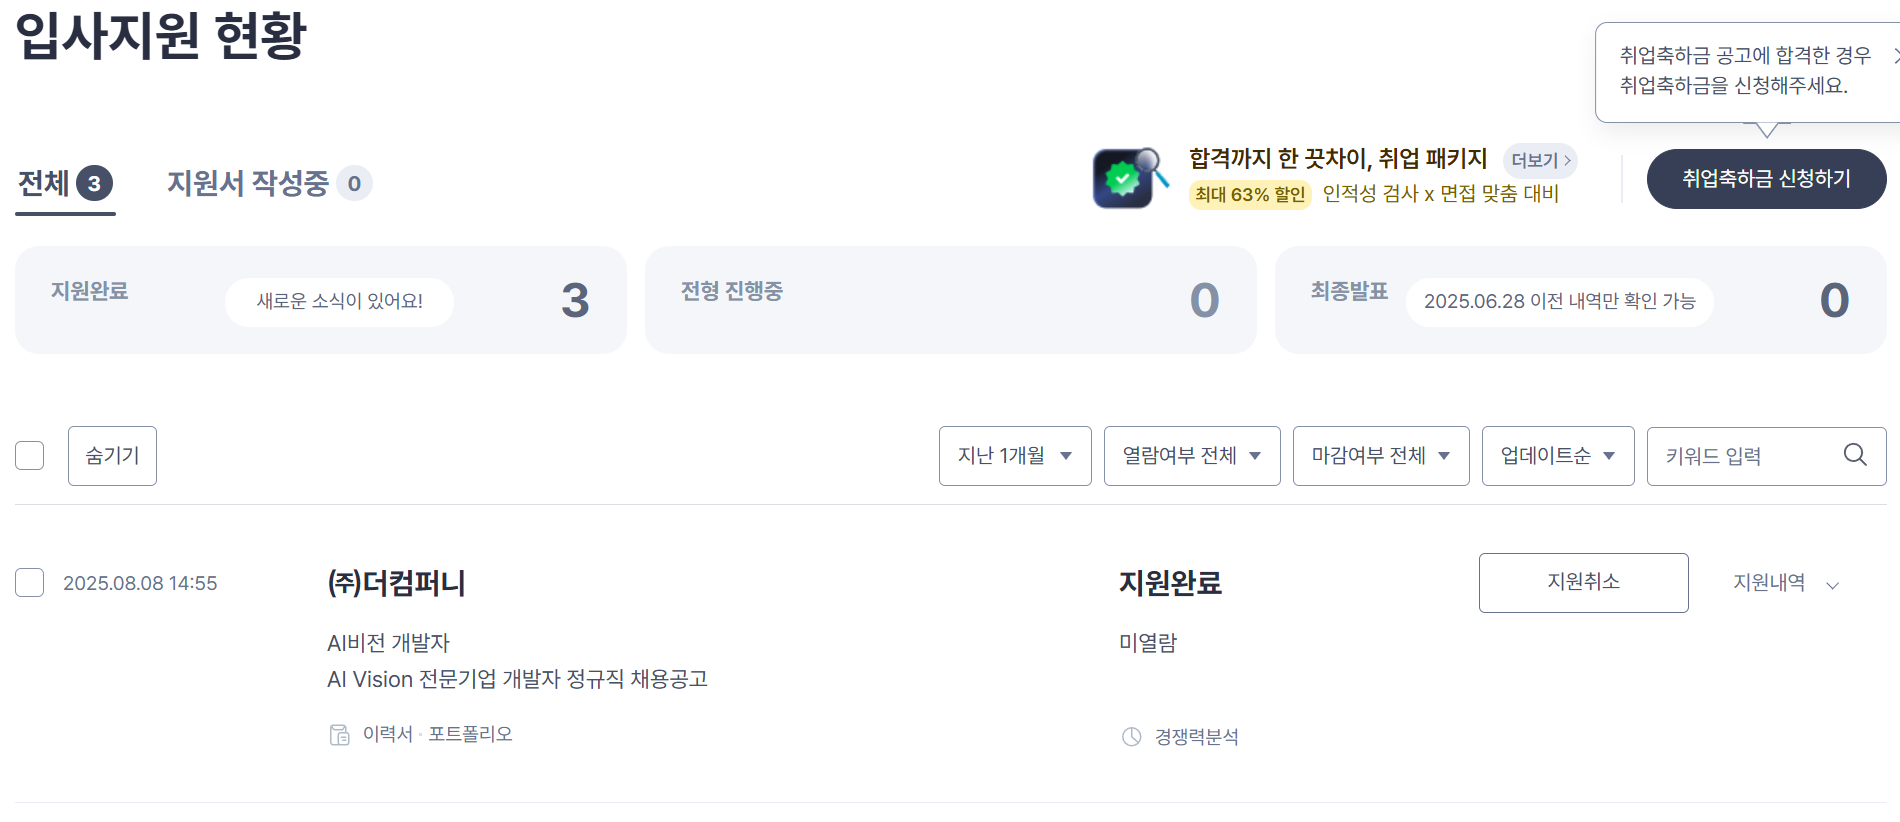 입사지원 현황
취업축하금 공고에 합격한 경우
취업축하금을 신청해주세요.
전체 3
지원서 작성중 0
합격까지 한 끗차이, 취업 패키지 더보기
최대 63% 할인 인적성 검사 x 면접 맞춤 대비
취업축하금 신청하기
지원완료 새로운 소식이 있어요! 3
전형 진행중 0
최종발표 2025.06.28 이전 내역만 확인 가능 0
숨기기
지난 1개월
열람여부 전체
마감여부 전체
업데이트순
키워드 입력
2025.08.08 14:55
㈜더컴퍼니
지원완료
지원취소
지원내역
AI비전 개발자
미열람
AI Vision 전문기업 개발자 정규직 채용공고
이력서 · 포트폴리오
경쟁력분석